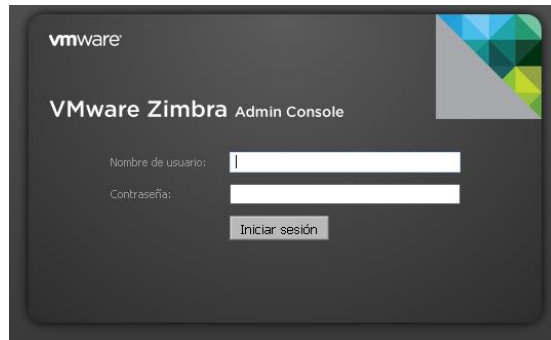 vmware
VMware Zimbra Admin Console
Nombre de usuario:
Contraseña:
Iniciar sesión